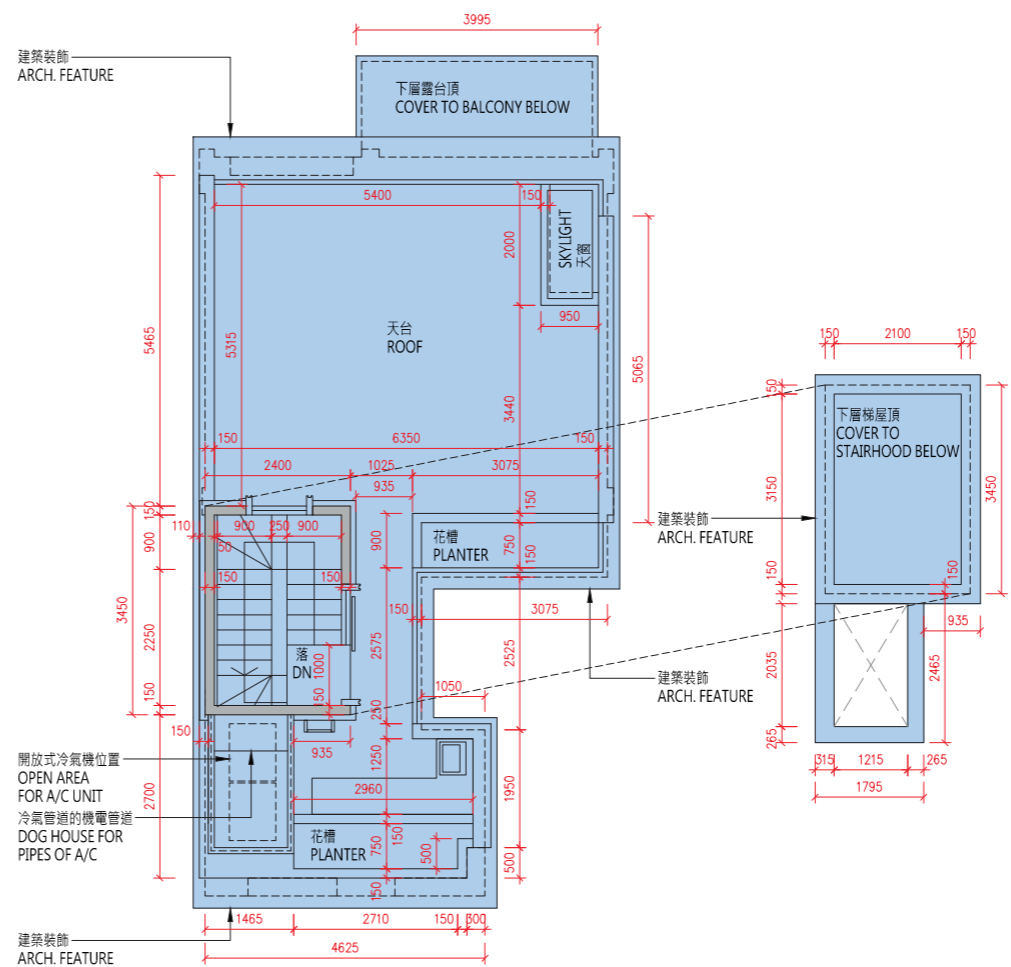 3995
建築裝飾
ARCH. FEATURE
下層露台頂
COVER TO BALCONY BELOW
5400
150
SKYLIGHT
天窗
2000
5465
5315
950
天台
ROOF
5065
3440
150
6350
150
2400
1025
3075
935
150
150
110
900
250
900
50
900
900
花槽
PLANTER
750
150
150
150
3450
2250
150
3075
2575
2525
落
DN
1000
150
1050
150
250
150
935
1250
開放式冷氣機位置
OPEN AREA
FOR A/C UNIT
冷氣管道的機電管道
DOG HOUSE FOR
PIPES OF A/C
2700
2960
1950
花槽
PLANTER
150
750
500
500
150
1465
2710
150
300
4625
建築裝飾
ARCH. FEATURE
建築裝飾
ARCH. FEATURE
建築裝飾
ARCH. FEATURE
150
2100
150
150
下層梯屋頂
COVER TO
STAIRHOOD BELOW
3150
3450
150
150
935
2035
2465
265
315
1215
265
1795